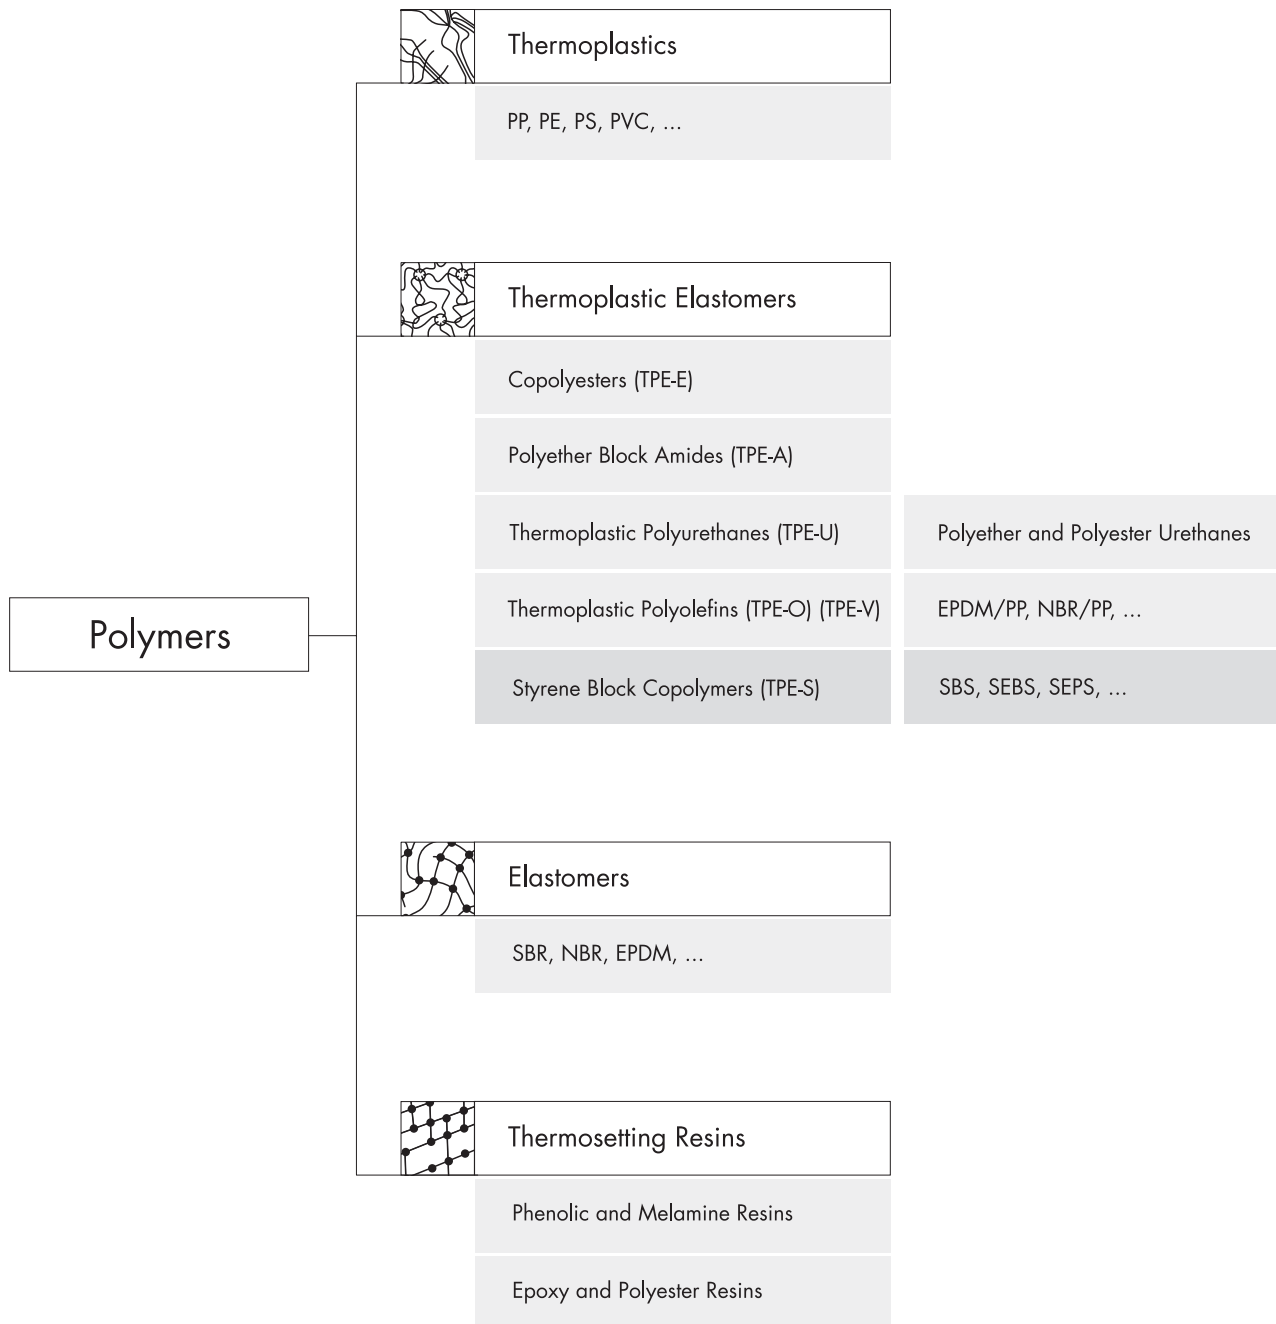 Thermoplastics
PP, PE, PS, PVC, ...
Thermoplastic Elastomers
Copolyesters (TPE-E)
Polyether Block Amides (TPE-A)
Thermoplastic Polyurethanes (TPE-U)
Polyether and Polyester Urethanes
Thermoplastic Polyolefins (TPE-O) (TPE-V)
EPDM/PP, NBR/PP, ...
Polymers
Styrene Block Copolymers (TPE-S)
SBS, SEBS, SEPS, ...
Elastomers
SBR, NBR, EPDM, ...
Thermosetting Resins
Phenolic and Melamine Resins
Epoxy and Polyester Resins